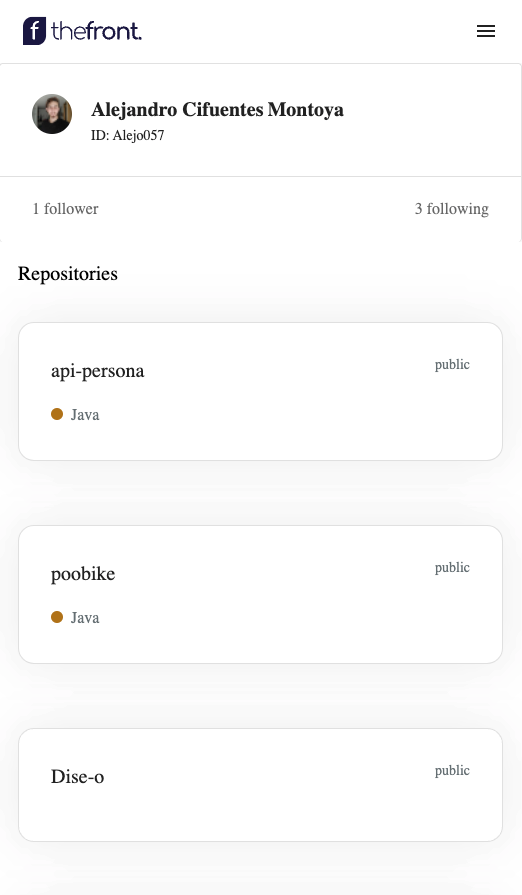 f thefront.
Alejandro Cifuentes Montoya
ID: Alejo057
1 follower
3 following
Repositories
api-persona
public
Java
poobike
public
Java
Dise-o
public